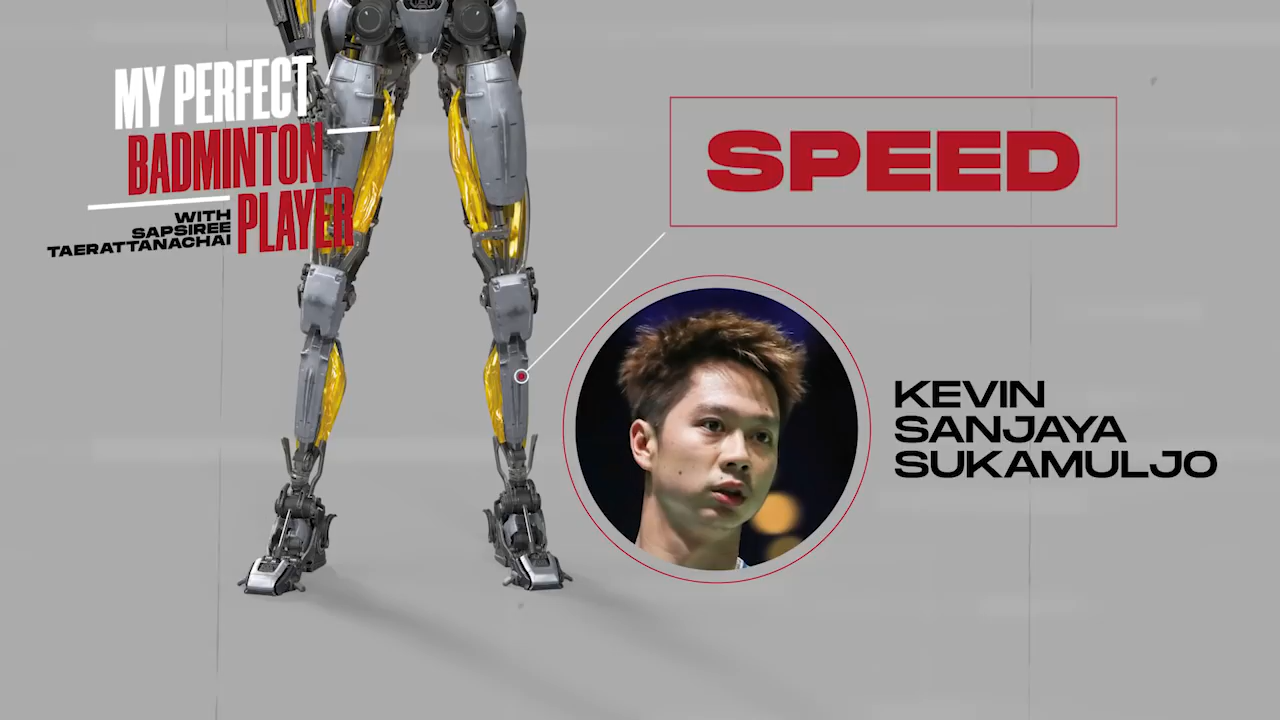 MY PERFECT
BADMINTON
PLAYER
WITH
SAPSIREE
TAERATTANACHAI
SPEED
KEVIN
SANJAYA
SUKAMULJO